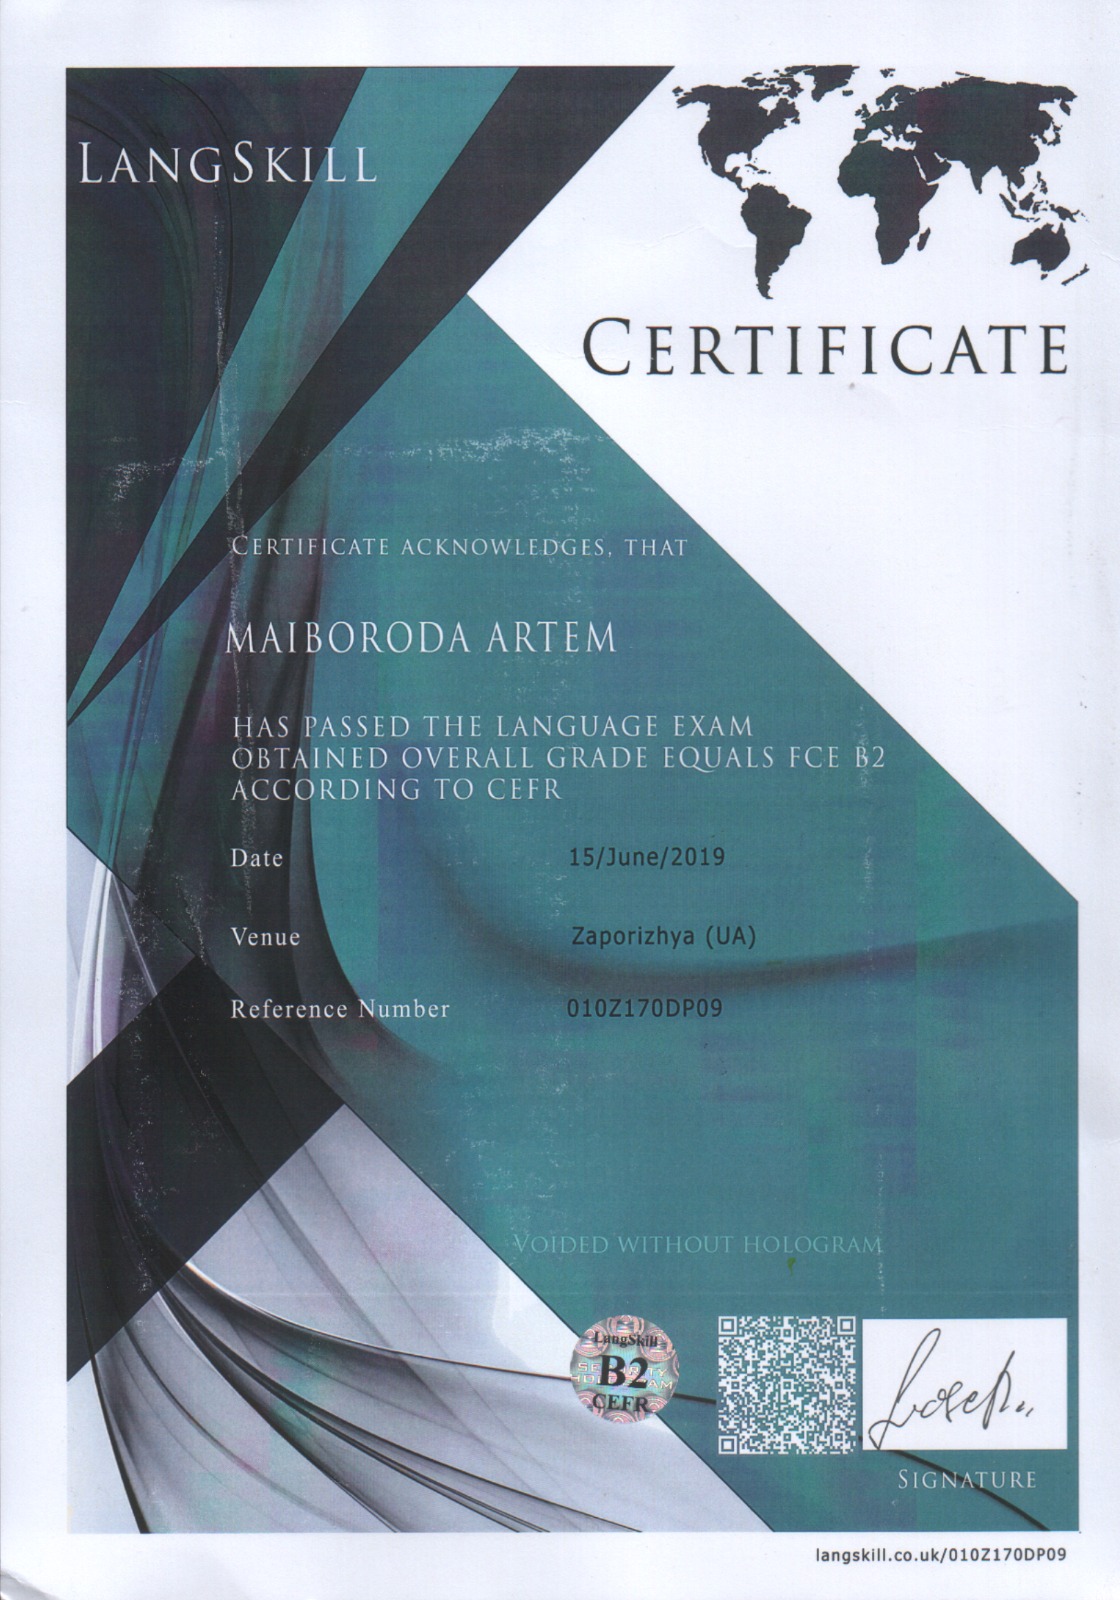 LANGSKILL
CERTIFICATE
CERTIFICATE ACKNOWLEDGES, THAT
MAIBORODA ARTEM
HAS PASSED THE LANGUAGE EXAM
OBTAINED OVERALL GRADE EQUALS FCE B2
ACCORDING TO CEFR
Date 15/June/2019
Venue Zaporizhya (UA)
Reference Number 010Z170DP09
VOIDED WITHOUT HOLOGRAM
LangSkill
SECURITY
B2
HOLOGRAM
CEFR
SIGNATURE
langskill.co.uk/010Z170DP09